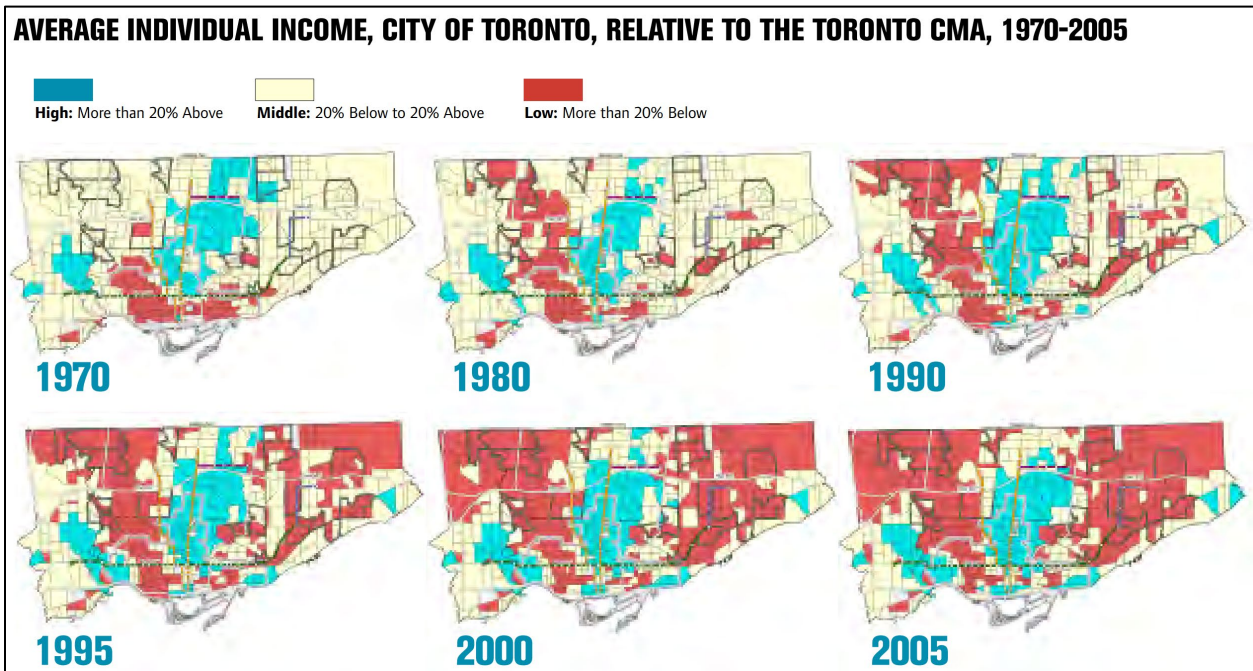 AVERAGE INDIVIDUAL INCOME, CITY OF TORONTO, RELATIVE TO THE TORONTO CMA, 1970-2005
High: More than 20% Above
Middle: 20% Below to 20% Above
Low: More than 20% Below
1970
1980
1990
1995
2000
2005